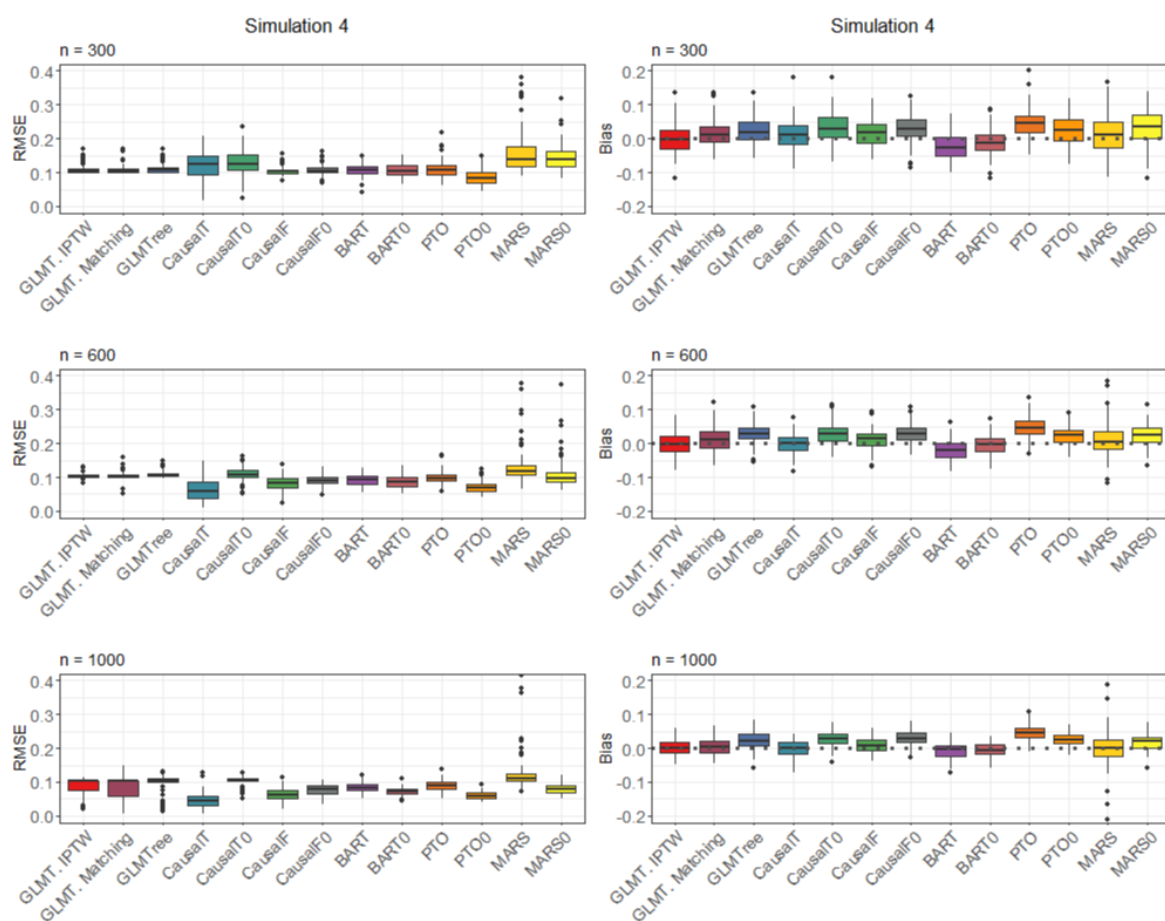 Simulation 4
n = 300
RMSE
0.4
0.3
0.2
0.1
0.0
GLMT. IPTW
GLMT. Matching
GLMTree
CausalT
CausalT0
CausalF
CausalF0
BART
BART0
PTO
PTO0
MARS
MARS0
Simulation 4
n = 300
Bias
0.2
0.1
0.0
-0.1
-0.2
GLMT. IPTW
GLMT. Matching
GLMTree
CausalT
CausalT0
CausalF
CausalF0
BART
BART0
PTO
PTO0
MARS
MARS0
n = 600
RMSE
0.4
0.3
0.2
0.1
0.0
GLMT. IPTW
GLMT. Matching
GLMTree
CausalT
CausalT0
CausalF
CausalF0
BART
BART0
PTO
PTO0
MARS
MARS0
n = 600
Bias
0.2
0.1
0.0
-0.1
-0.2
GLMT. IPTW
GLMT. Matching
GLMTree
CausalT
CausalT0
CausalF
CausalF0
BART
BART0
PTO
PTO0
MARS
MARS0
n = 1000
RMSE
0.4
0.3
0.2
0.1
0.0
GLMT. IPTW
GLMT. Matching
GLMTree
CausalT
CausalT0
CausalF
CausalF0
BART
BART0
PTO
PTO0
MARS
MARS0
n = 1000
Bias
0.2
0.1
0.0
-0.1
-0.2
GLMT. IPTW
GLMT. Matching
GLMTree
CausalT
CausalT0
CausalF
CausalF0
BART
BART0
PTO
PTO0
MARS
MARS0